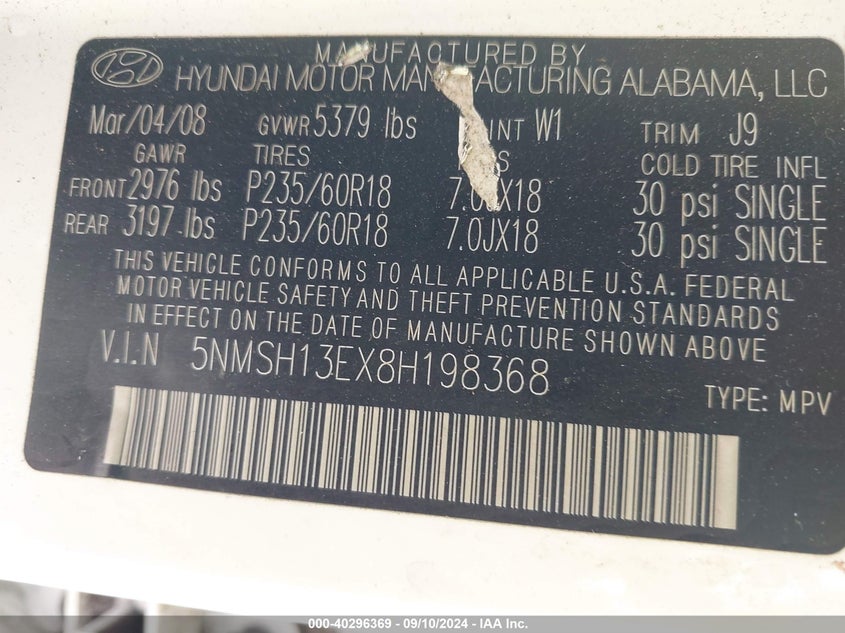 MANUFACTURED BY
HYUNDAI MOTOR MANUFACTURING ALABAMA, LLC
Mar/04/08 GVWR 5379 lbs W1 TRIM J9
GAWR TIRES COLD TIRE INFL
FRONT 2976 lbs P235/60R18 7.0JX18 30 psi SINGLE
REAR 3197 lbs P235/60R18 7.0JX18 30 psi SINGLE
THIS VEHICLE CONFORMS TO ALL APPLICABLE U.S.A. FEDERAL
MOTOR VEHICLE SAFETY AND THEFT PREVENTION STANDARDS
IN EFFECT ON THE DATE OF MANUFACTURE SHOWN ABOVE
V.I.N 5NMSH13EX8H198368
TYPE: MPV
000-40296369 - 09/10/2024 - IAA Inc.